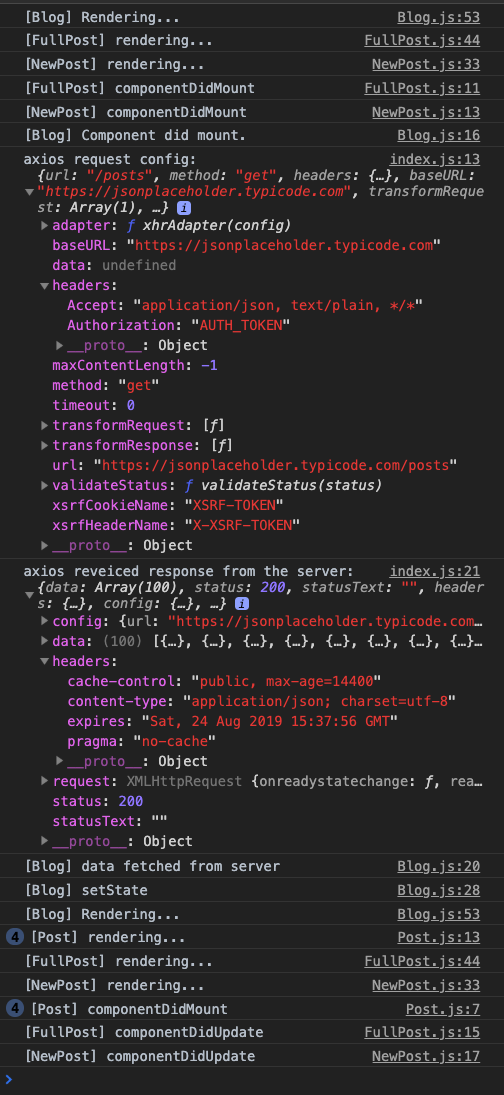 [Blog] Rendering... Blog.js:53
[FullPost] rendering... FullPost.js:44
[NewPost] rendering... NewPost.js:33
[FullPost] componentDidMount FullPost.js:11
[NewPost] componentDidMount NewPost.js:13
[Blog] Component did mount. Blog.js:16
axios request config: index.js:13
{url: "/posts", method: "get", headers: {…}, baseURL:
"https://jsonplaceholder.typicode.com", transformReque
st: Array(1), …} i
adapter: ƒ xhrAdapter(config)
baseURL: "https://jsonplaceholder.typicode.com"
data: undefined
headers:
Accept: "application/json, text/plain, */*"
Authorization: "AUTH_TOKEN"
__proto__: Object
maxContentLength: -1
method: "get"
timeout: 0
transformRequest: [ƒ]
transformResponse: [ƒ]
url: "https://jsonplaceholder.typicode.com/posts"
validateStatus: ƒ validateStatus(status)
xsrfCookieName: "XSRF-TOKEN"
xsrfHeaderName: "X-XSRF-TOKEN"
__proto__: Object
axios reveiced response from the server: index.js:21
{data: Array(100), status: 200, statusText: "", header
s: {…}, config: {…}, …} i
config: {url: "https://jsonplaceholder.typicode.com…
data: (100) [{…}, {…}, {…}, {…}, {…}, {…}, {…}, {…}…
headers:
cache-control: "public, max-age=14400"
content-type: "application/json; charset=utf-8"
expires: "Sat, 24 Aug 2019 15:37:56 GMT"
pragma: "no-cache"
__proto__: Object
request: XMLHttpRequest {onreadystatechange: ƒ, rea…
status: 200
statusText: ""
__proto__: Object
[Blog] data fetched from server Blog.js:20
[Blog] setState Blog.js:28
[Blog] Rendering... Blog.js:53
4 [Post] rendering... Post.js:13
[FullPost] rendering... FullPost.js:44
[NewPost] rendering... NewPost.js:33
4 [Post] componentDidMount Post.js:7
[FullPost] componentDidUpdate FullPost.js:15
[NewPost] componentDidUpdate NewPost.js:17